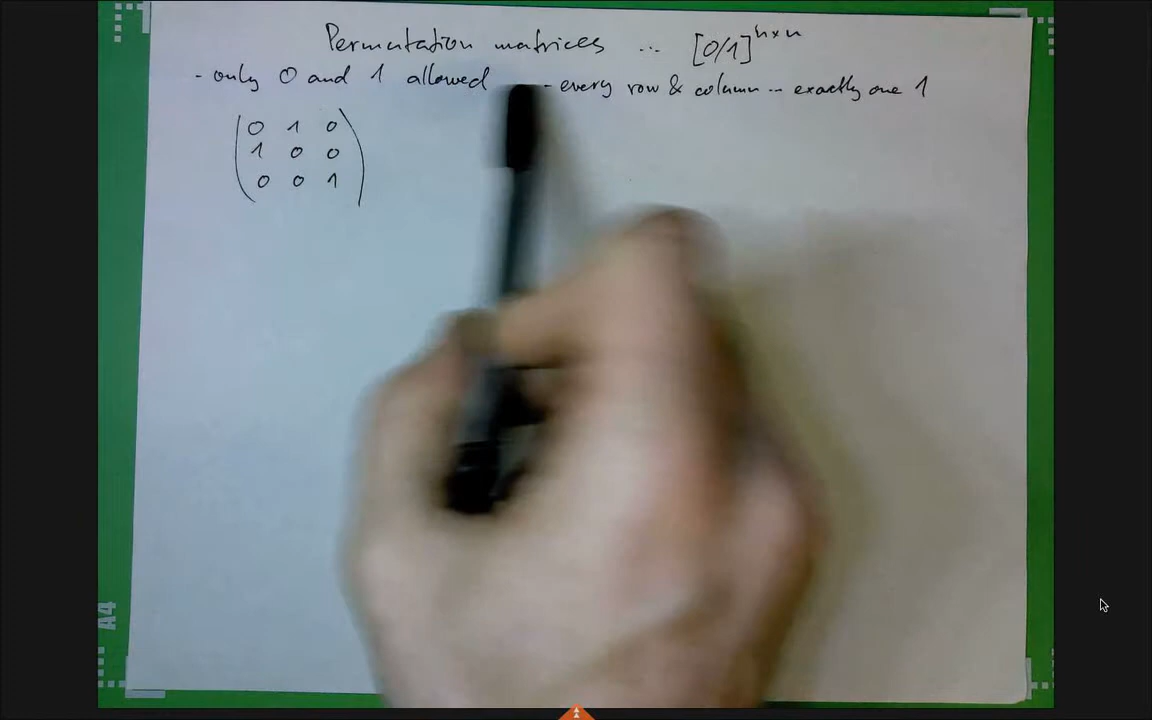 Permutation matrices ... [0/1]^n×n
- only 0 and 1 allowed - every row & column ... exactly one 1
0 1 0
1 0 0
0 0 1
A4